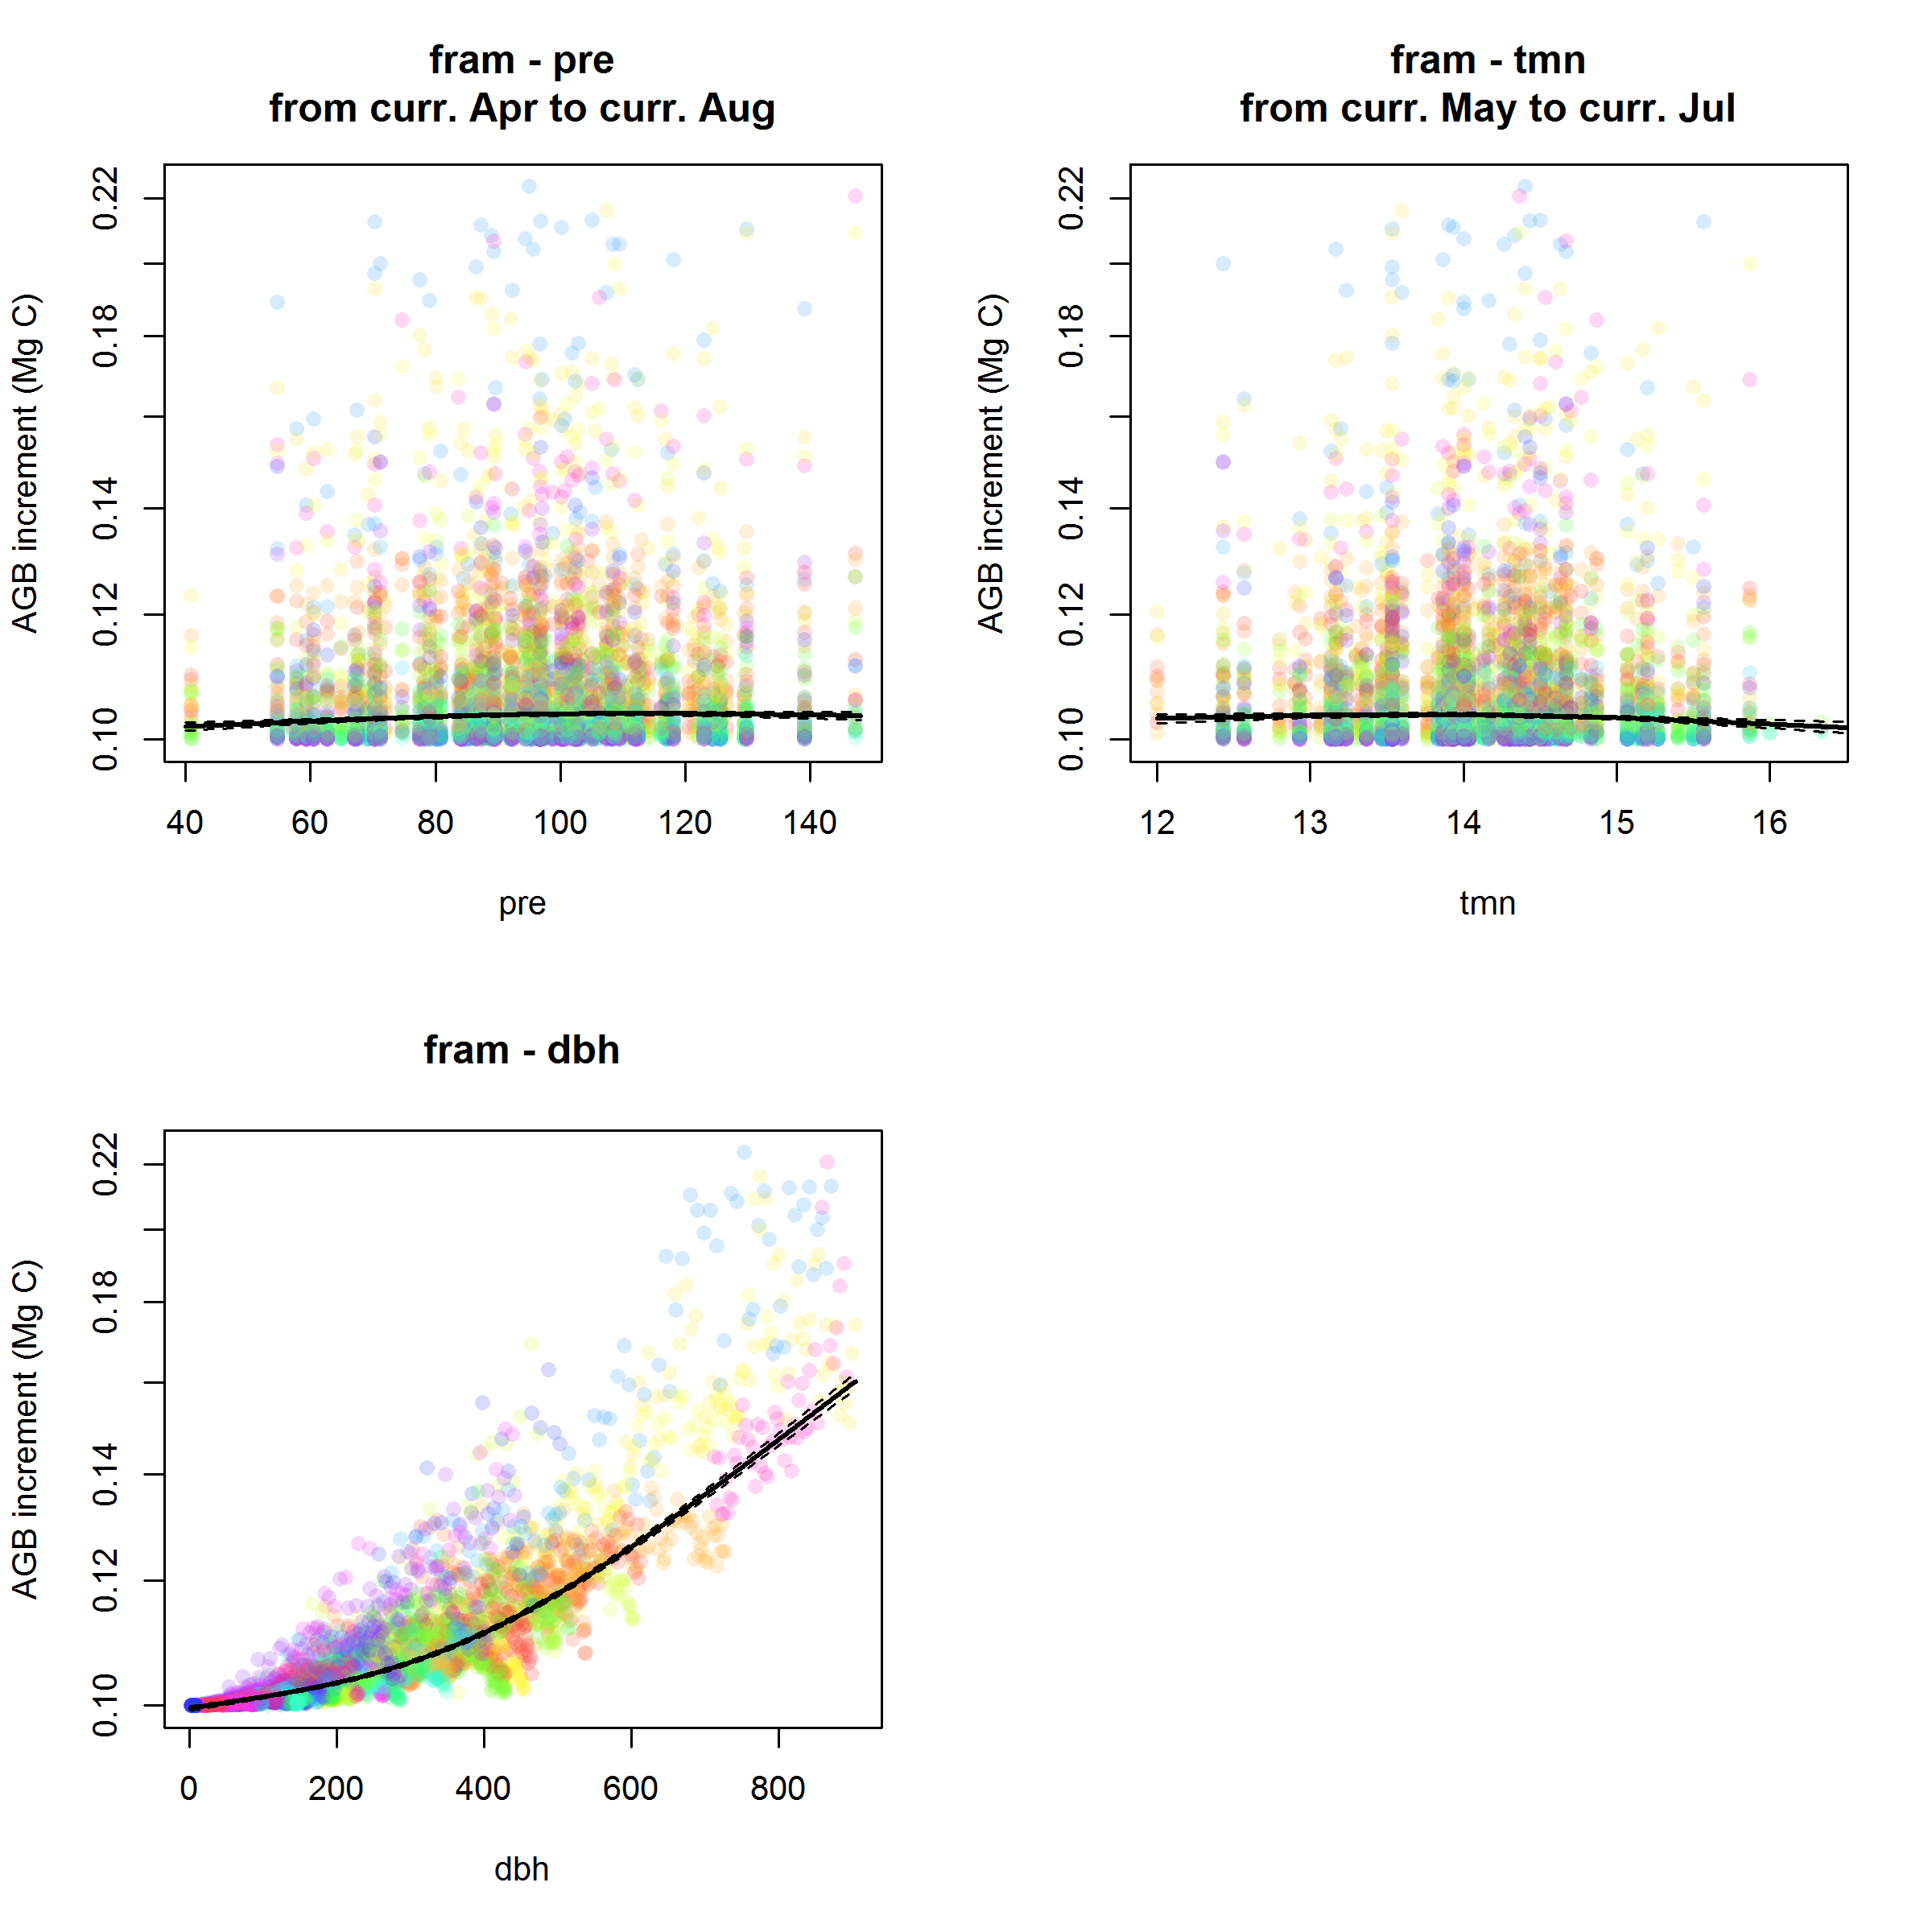 fram - pre
from curr. Apr to curr. Aug
AGB increment (Mg C)
0.22
0.18
0.14
0.12
0.10
40 60 80 100 120 140
pre
fram - tmn
from curr. May to curr. Jul
AGB increment (Mg C)
0.22
0.18
0.14
0.12
0.10
12 13 14 15 16
tmn
fram - dbh
AGB increment (Mg C)
0.22
0.18
0.14
0.12
0.10
0 200 400 600 800
dbh